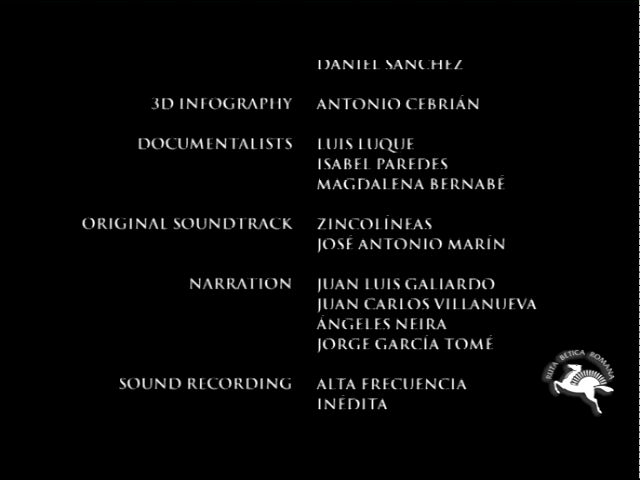 DANIEL SÁNCHEZ
3D INFOGRAPHY ANTONIO CEBRIÁN
DOCUMENTALISTS LUIS LUQUE
ISABEL PAREDES
MAGDALENA BERNABÉ
ORIGINAL SOUNDTRACK ZINCOLÍNEAS
JOSÉ ANTONIO MARÍN
NARRATION JUAN LUIS GALIARDO
JUAN CARLOS VILLANUEVA
ÁNGELES NEIRA
JORGE GARCÍA TOMÉ
SOUND RECORDING ALTA FRECUENCIA
INÉDITA
RUTA BÉTICA ROMANA